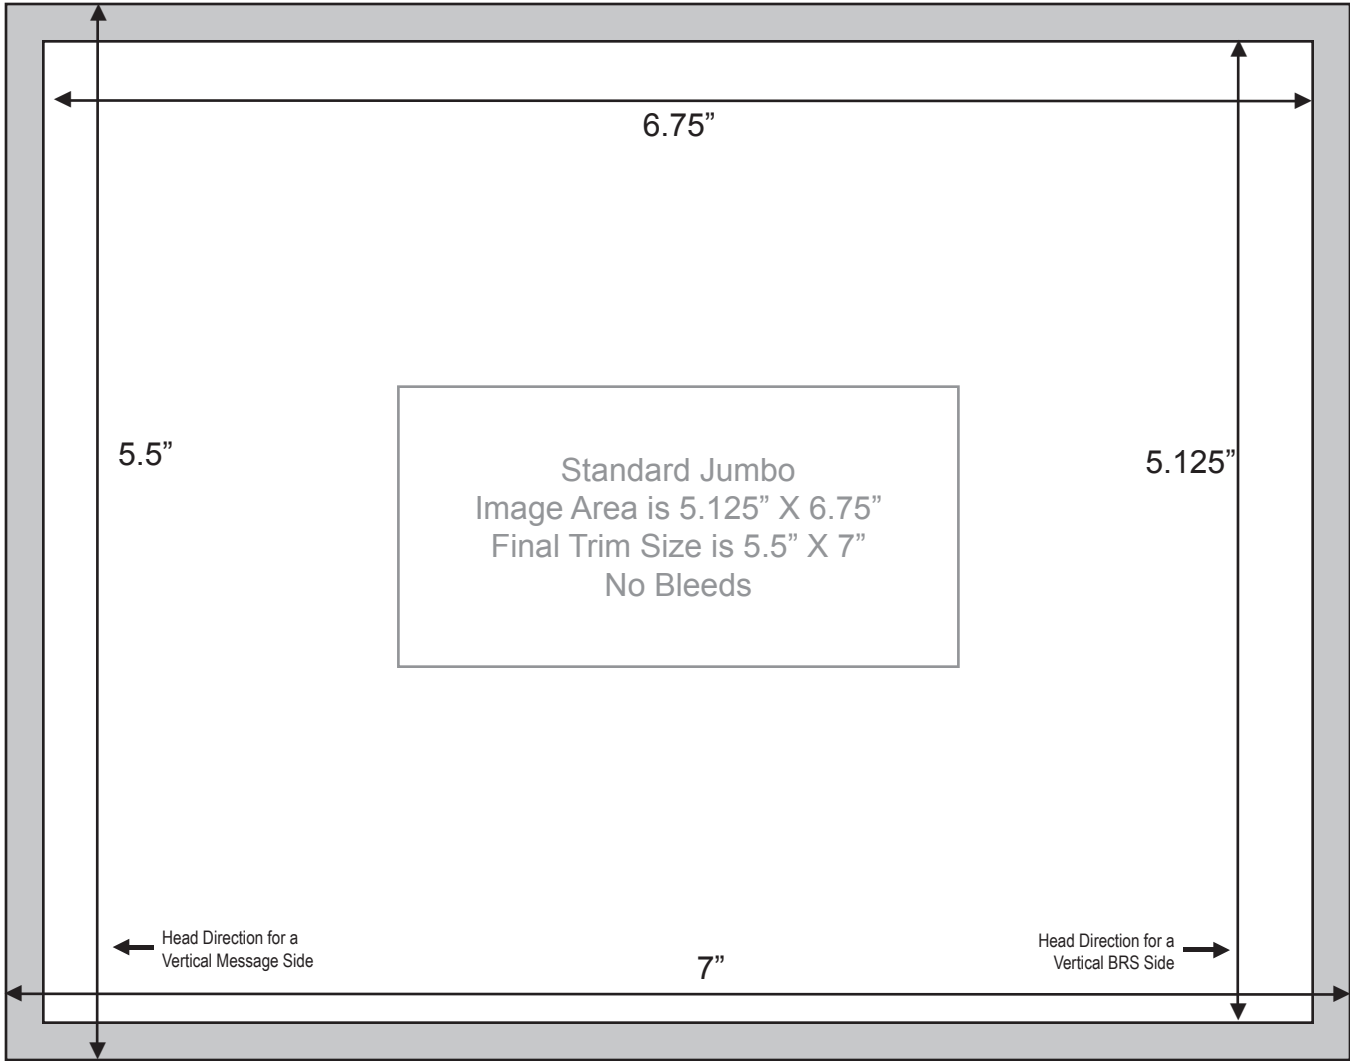 6.75”
5.5”
5.125”
Standard Jumbo
Image Area is 5.125” X 6.75”
Final Trim Size is 5.5” X 7”
No Bleeds
Head Direction for a
Vertical Message Side
Head Direction for a
Vertical BRS Side
7”